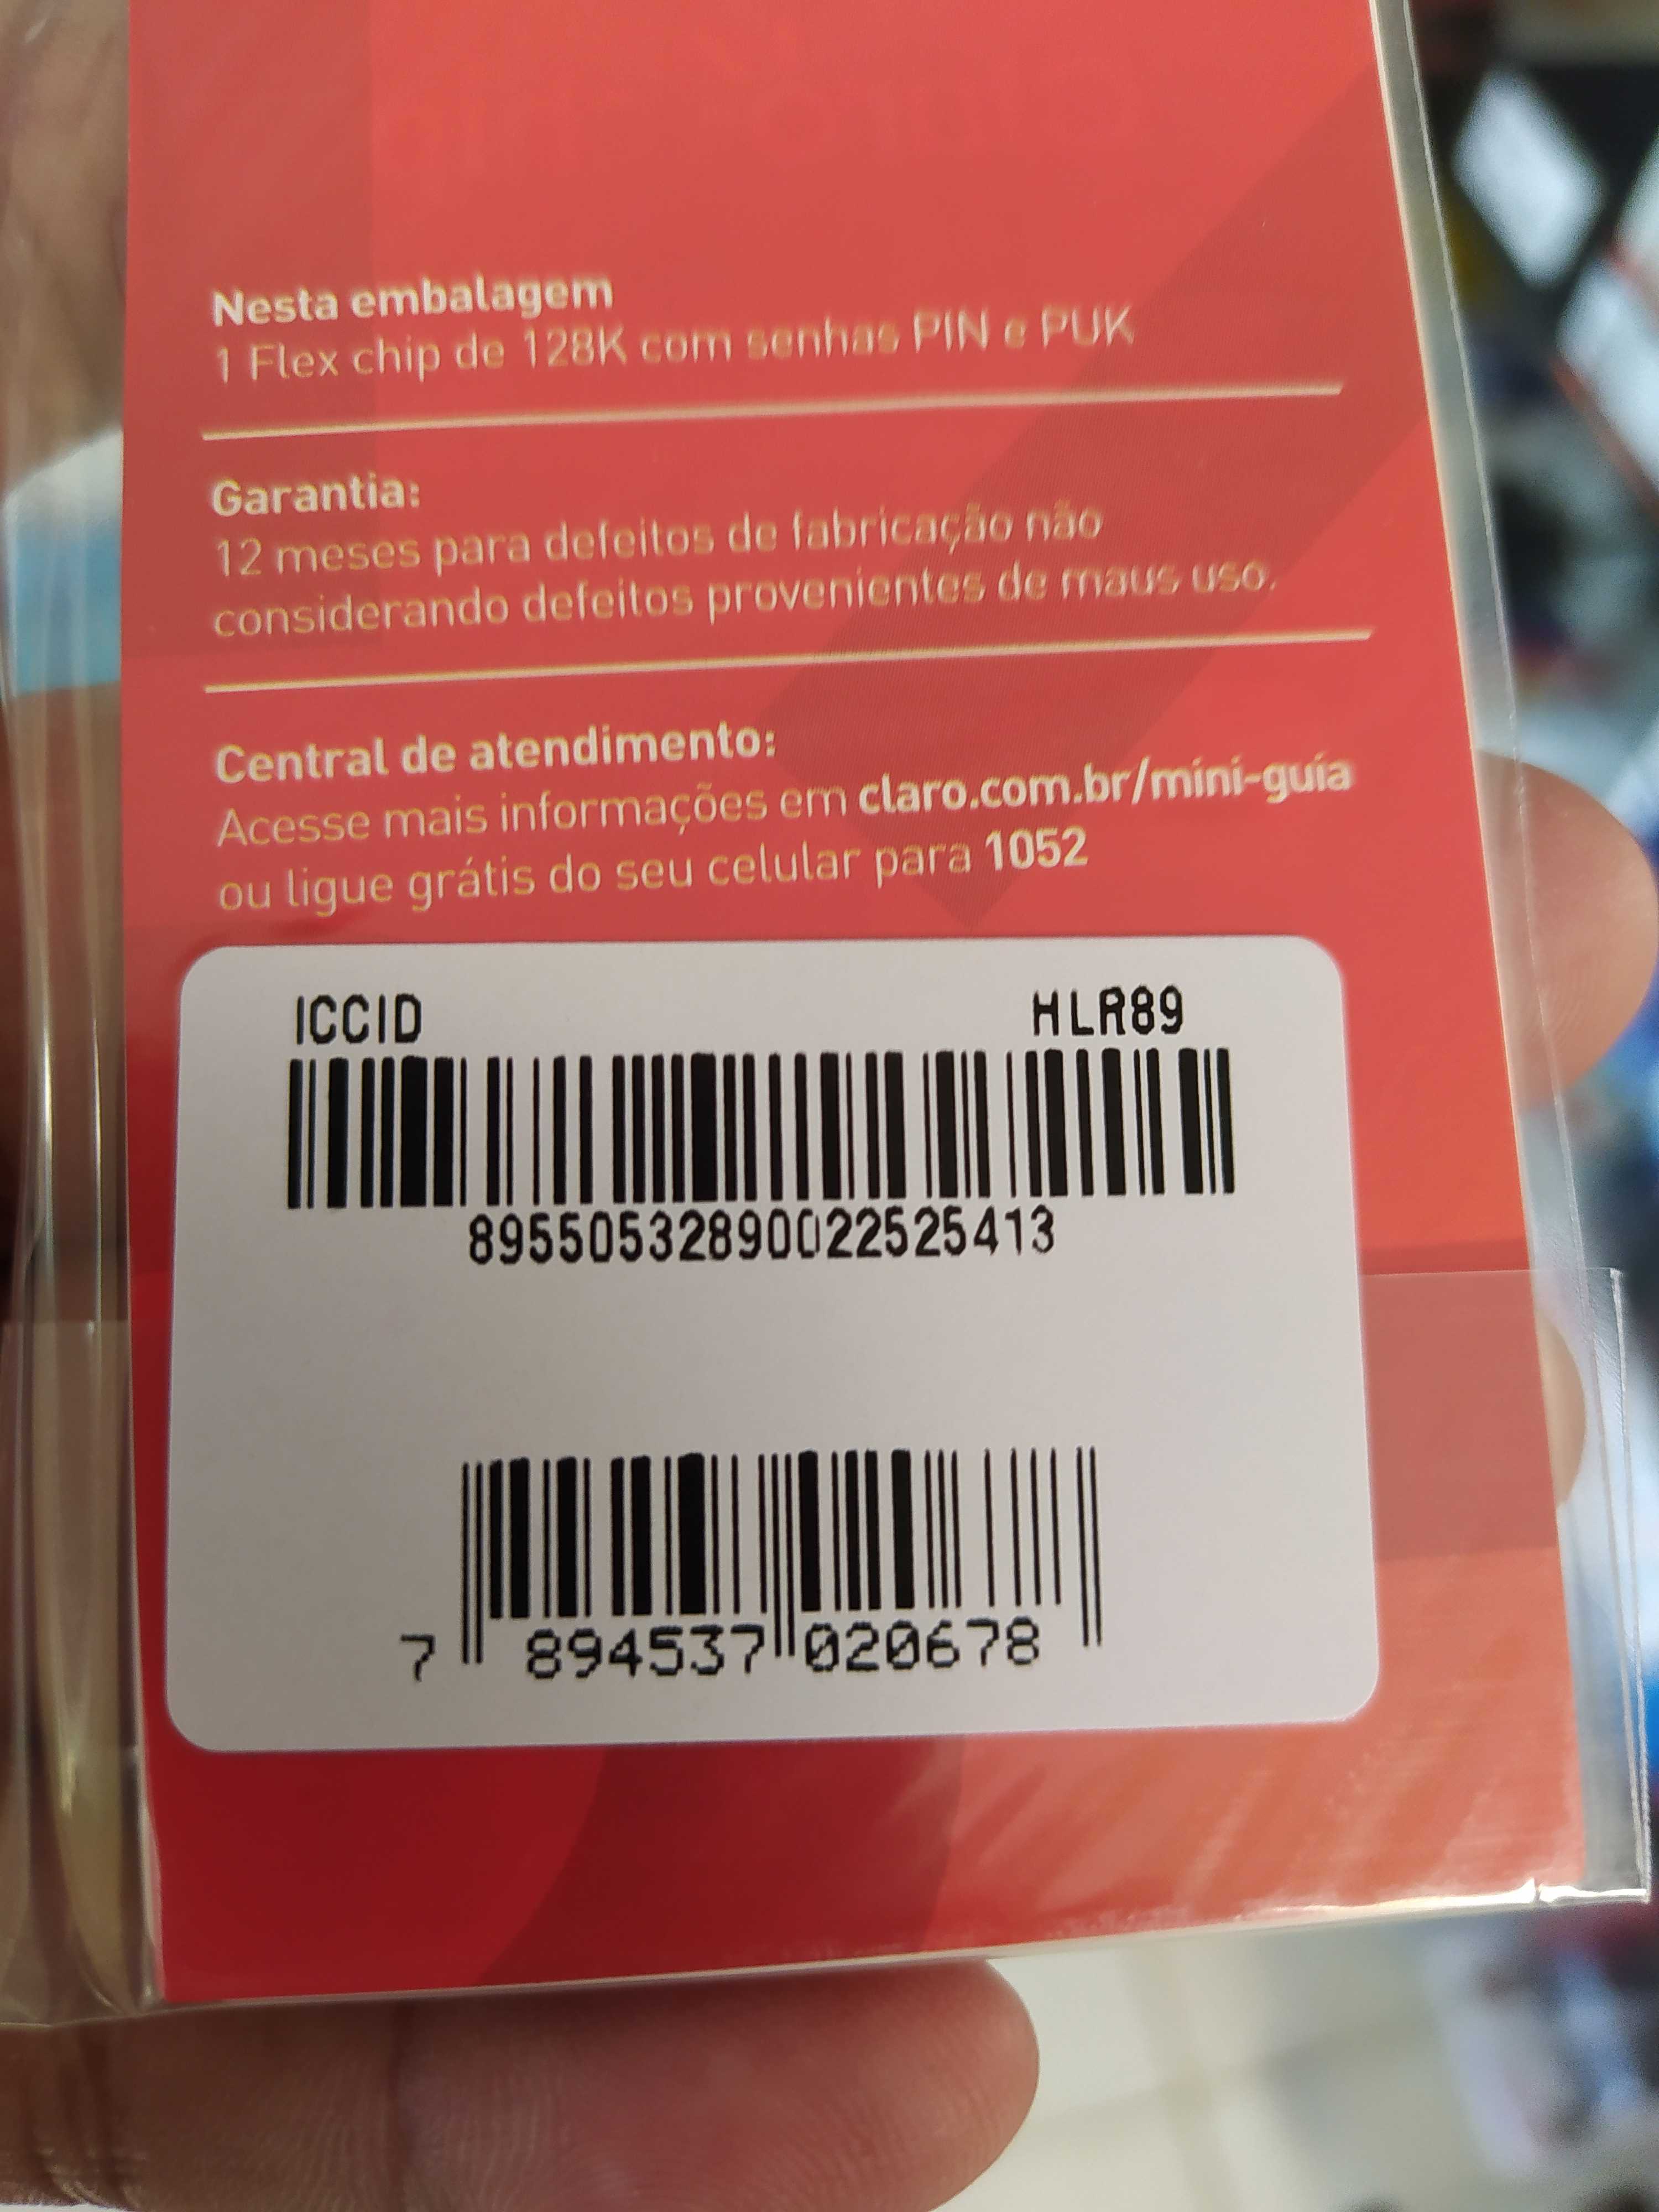 Nesta embalagem
1 Flex chip de 128K com senhas PIN e PUK
Garantia:
12 meses para defeitos de fabricação não
considerando defeitos provenientes de maus uso.
Central de atendimento:
Acesse mais informações em claro.com.br/mini-guia
ou ligue grátis do seu celular para 1052
ICCID HLR89
89550532890022525413
7 894537 020678